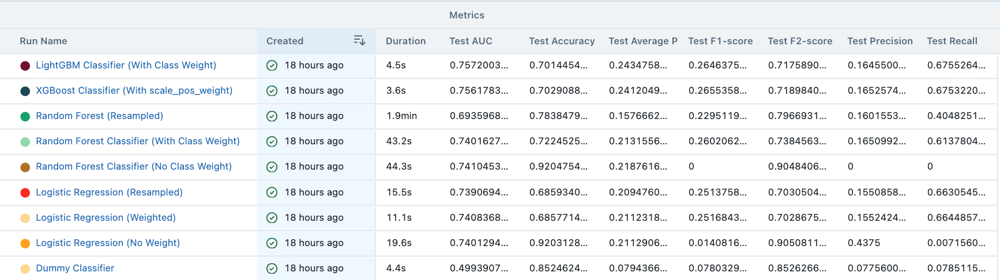 Metrics
Run Name Created Duration Test AUC Test Accuracy Test Average P Test F1-score Test F2-score Test Precision Test Recall
LightGBM Classifier (With Class Weight) 18 hours ago 4.5s 0.7572003... 0.7014454... 0.2434758... 0.2646375... 0.7175890... 0.1645500... 0.6755264...
XGBoost Classifier (With scale_pos_weight) 18 hours ago 3.6s 0.7561783... 0.7029088... 0.2412049... 0.2655358... 0.7189840... 0.1652574... 0.6753220...
Random Forest (Resampled) 18 hours ago 1.9min 0.6935968... 0.7838479... 0.1576662... 0.2295119... 0.7966931... 0.1601553... 0.4048251...
Random Forest Classifier (With Class Weight) 18 hours ago 43.2s 0.7401627... 0.7224525... 0.2131556... 0.2602062... 0.7384563... 0.1650992... 0.6137804...
Random Forest Classifier (No Class Weight) 18 hours ago 44.3s 0.7410453... 0.9204754... 0.2187616... 0 0.9048406... 0 0
Logistic Regression (Resampled) 18 hours ago 15.5s 0.7390694... 0.6859340... 0.2094760... 0.2513758... 0.7030504... 0.1550858... 0.6630545...
Logistic Regression (Weighted) 18 hours ago 11.1s 0.7408368... 0.6857714... 0.2112318... 0.2516843... 0.7028675... 0.1552424... 0.6644857...
Logistic Regression (No Weight) 18 hours ago 19.6s 0.7401294... 0.9203128... 0.2112906... 0.0140816... 0.9050811... 0.4375 0.0071560...
Dummy Classifier 18 hours ago 4.4s 0.4993907... 0.8524624... 0.0794366... 0.0780329... 0.8526266... 0.0775600... 0.0785115...